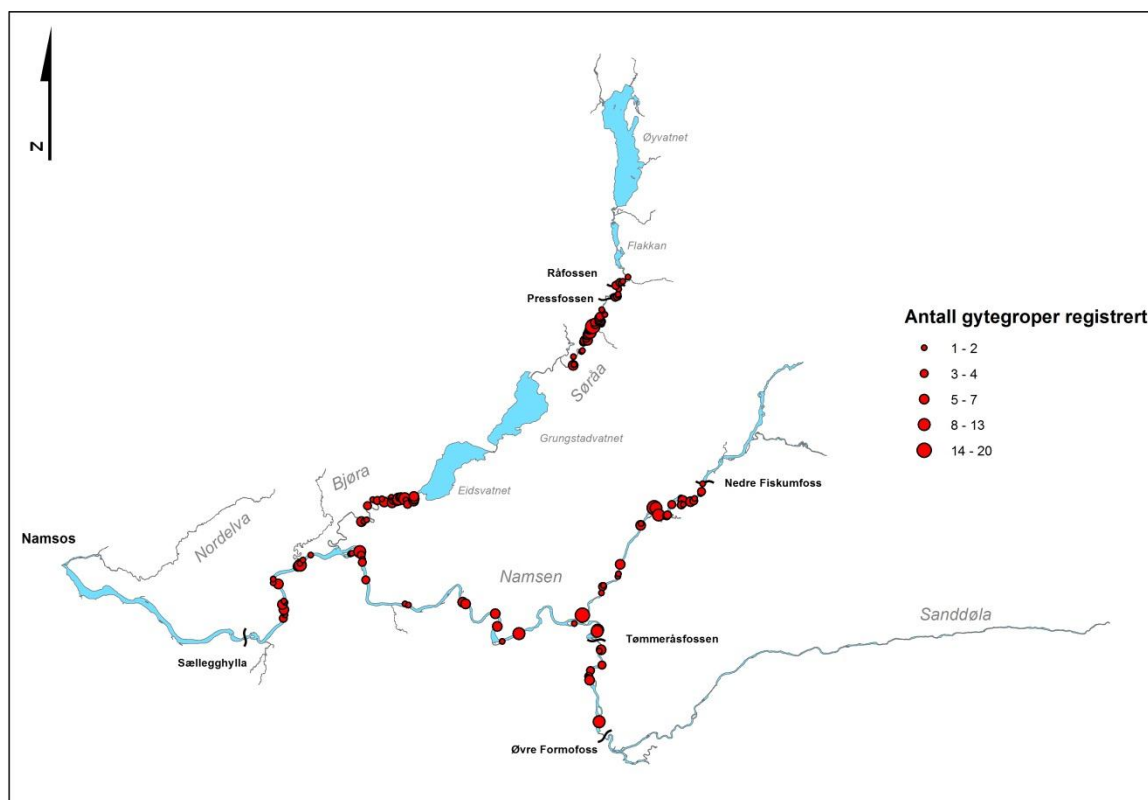 N
Øyvatnet
Flakkan
Råfossen
Pressfossen
Søråa
Grungstadvatnet
Eidsvatnet
Bjøra
Nordelva
Namsos
Sællegghylla
Namsen
Nedre Fiskumfoss
Sanddøla
Tømmeråsfossen
Øvre Formofoss
Antall gytegroper registrert
1 - 2
3 - 4
5 - 7
8 - 13
14 - 20